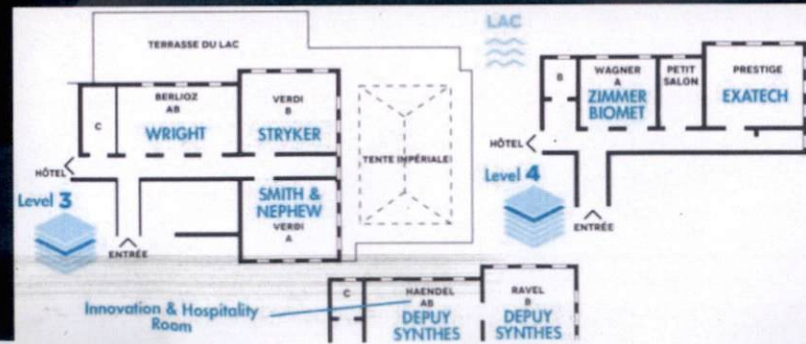 TERRASSE DU LAC
BERLIOZ
AB
WRIGHT
C
VERDI
B
STRYKER
TENTE IMPÉRIALE
HÔTEL
Level 3
SMITH &
NEPHEW
VERDI
A
ENTRÉE
LAC
B
WAGNER
A
ZIMMER
BIOMET
PETIT
SALON
PRESTIGE
EXATECH
HÔTEL
Level 4
ENTRÉE
Innovation & Hospitality
Room
C
HAENDEL
AB
DEPUY
SYNTHES
RAVEL
B
DEPUY
SYNTHES